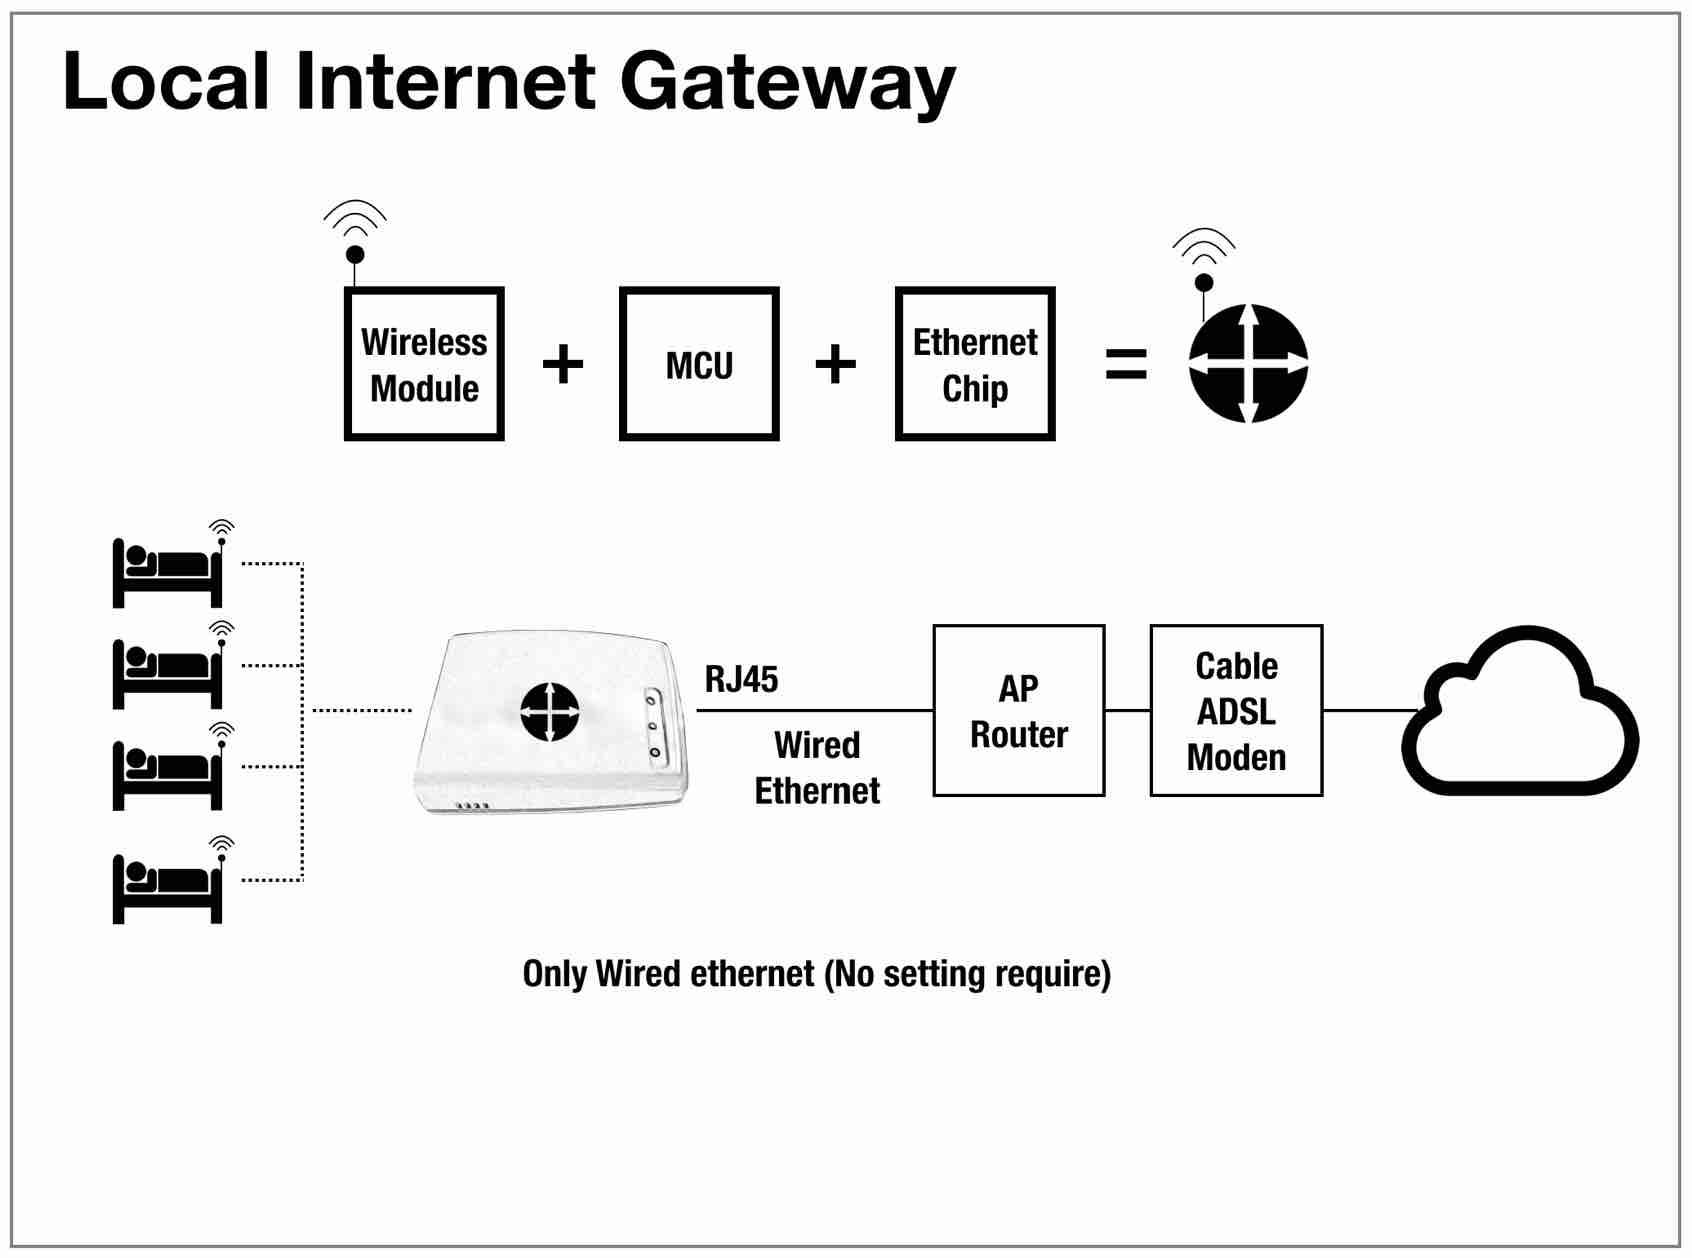 Local Internet Gateway
Wireless
Module
+
MCU
+
Ethernet
Chip
=
RJ45
Wired
Ethernet
AP
Router
Cable
ADSL
Moden
Only Wired ethernet (No setting require)